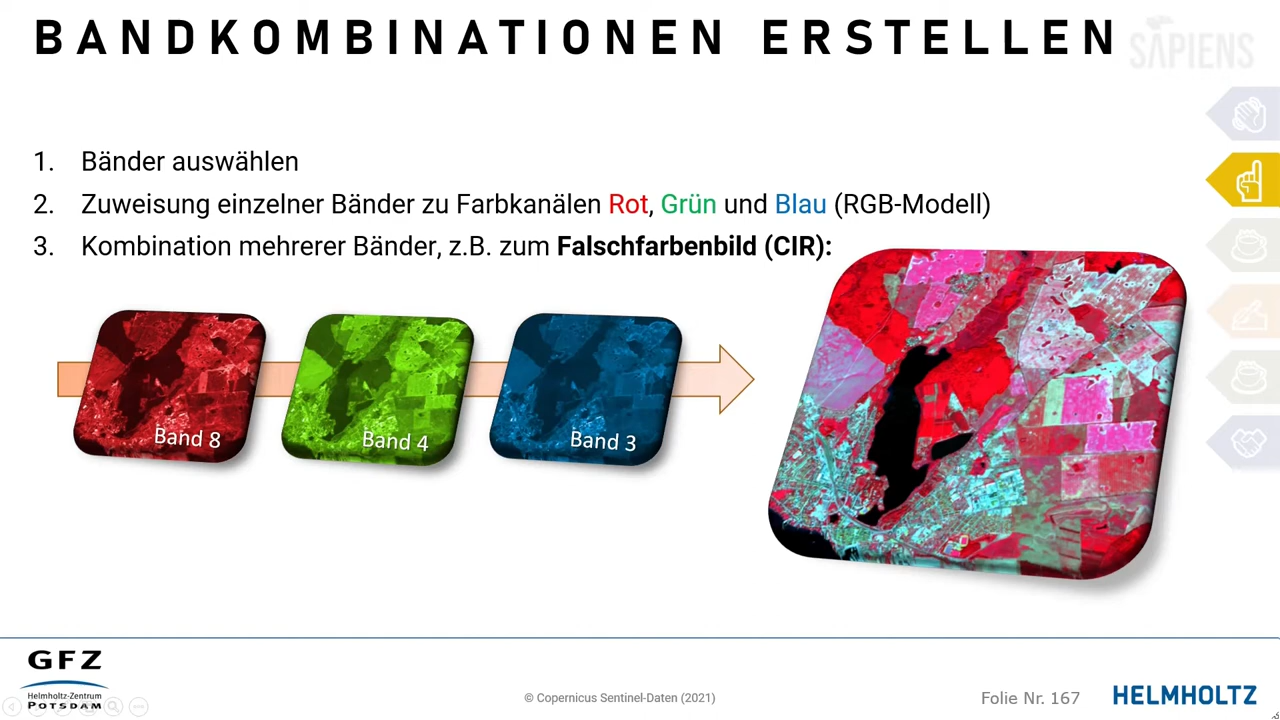 BANDKOMBINATIONEN ERSTELLEN
SAPIENS
1. Bänder auswählen
2. Zuweisung einzelner Bänder zu Farbkanälen Rot, Grün und Blau (RGB-Modell)
3. Kombination mehrerer Bänder, z.B. zum Falschfarbenbild (CIR):
Band 8
Band 4
Band 3
GFZ
Helmholtz-Zentrum
POTSDAM
© Copernicus Sentinel-Daten (2021)
Folie Nr. 167
HELMHOLTZ